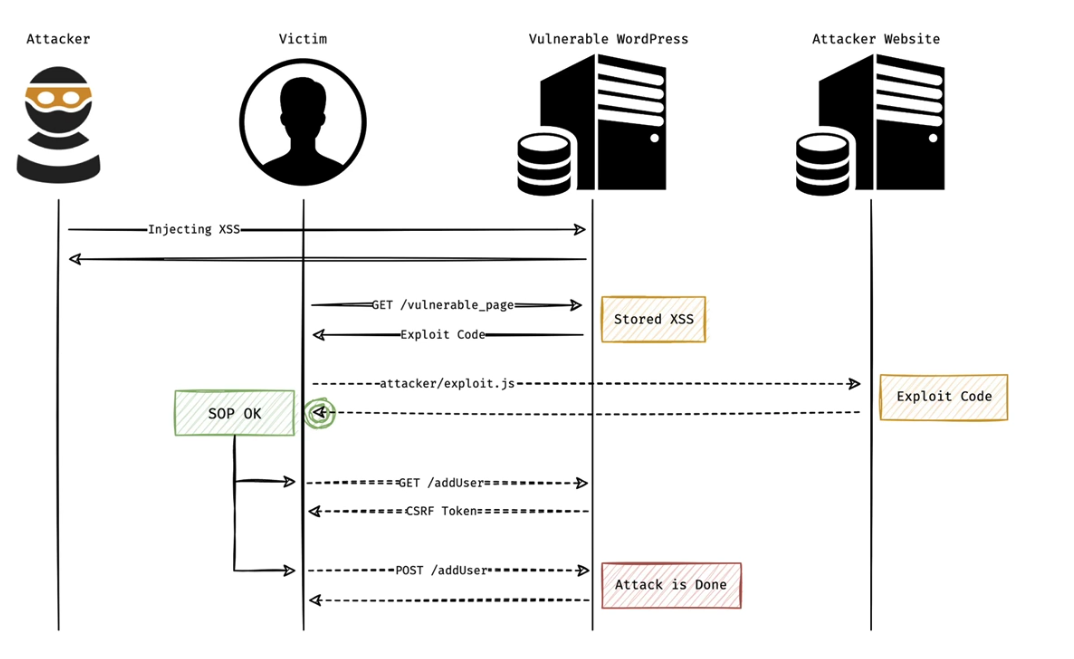 Attacker
Victim
Vulnerable WordPress
Attacker Website
Injecting XSS
GET /vulnerable_page
Stored XSS
Exploit Code
attacker/exploit.js
Exploit Code
SOP OK
GET /addUser
CSRF Token
POST /addUser
Attack is Done